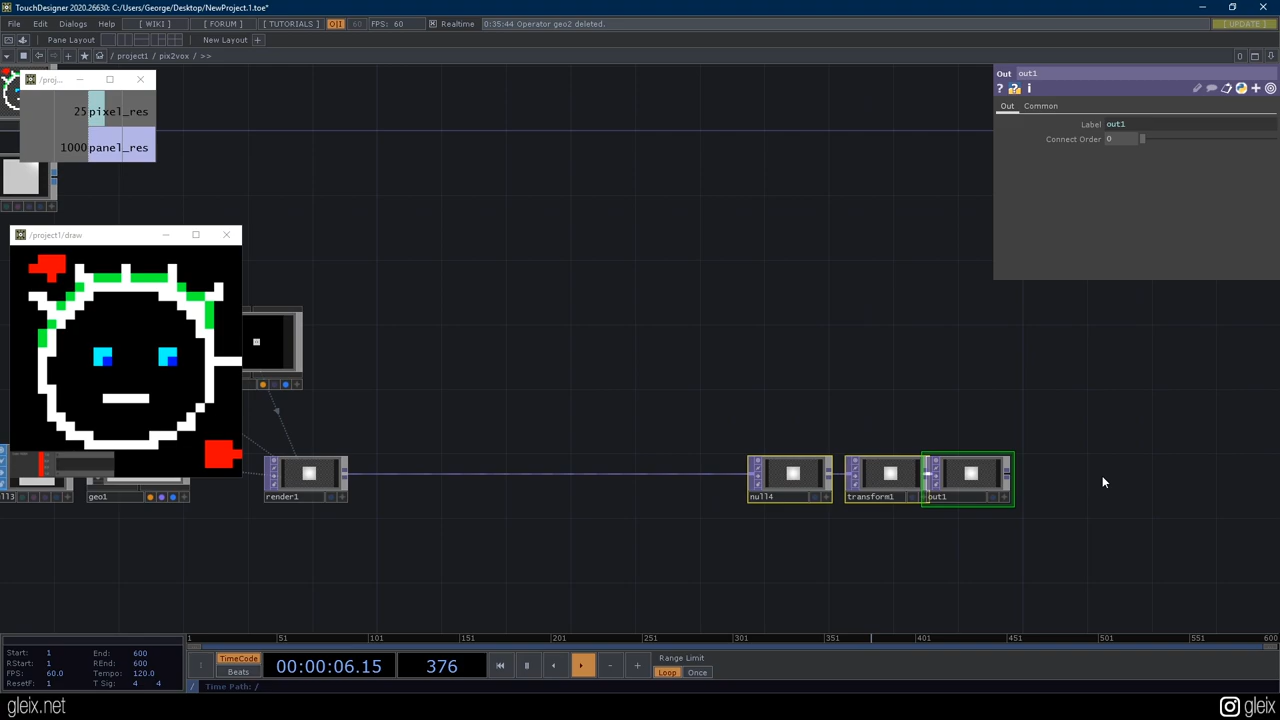 TouchDesigner 2020.26630: C:/Users/George/Desktop/NewProject.1.toe*
File Edit Dialogs Help [ WIKI ] [ FORUM ] [ TUTORIALS ] O|I 60 FPS: 60 Realtime 0:35:44 Operator geo2 deleted. [ UPDATE ]
Pane Layout New Layout +
/ project1 / pix2vox / >> 0
/proj...
25 pixel_res
1000 panel_res
Out out1
? i
Out Common
Label out1
Connect Order 0
/project1/draw
ll3 geo1 render1 null4 transform1 out1
1 51 101 151 201 251 301 351 401 451 501 551 600
Start: 1 End: 600
RStart: 1 REnd: 600
FPS: 60.0 Tempo: 120.0
ResetF: 1 T Sig: 4 4
TimeCode
Beats
00:00:06.15 376
Range Limit
Loop Once
/ Time Path: /
gleix.net gleix